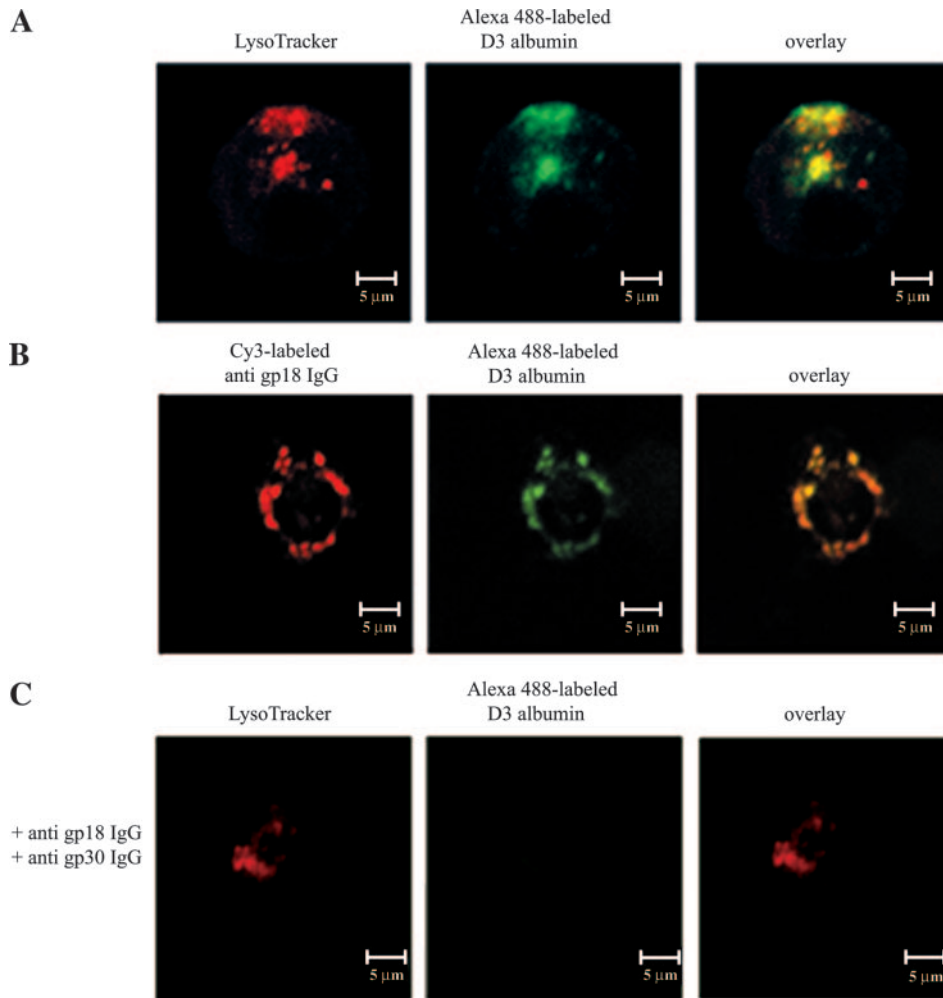 A
LysoTracker
Alexa 488-labeled
D3 albumin
overlay
5 μm
5 μm
5 μm
B
Cy3-labeled
anti gp18 IgG
Alexa 488-labeled
D3 albumin
overlay
5 μm
5 μm
5 μm
C
LysoTracker
Alexa 488-labeled
D3 albumin
overlay
+ anti gp18 IgG
+ anti gp30 IgG
5 μm
5 μm
5 μm